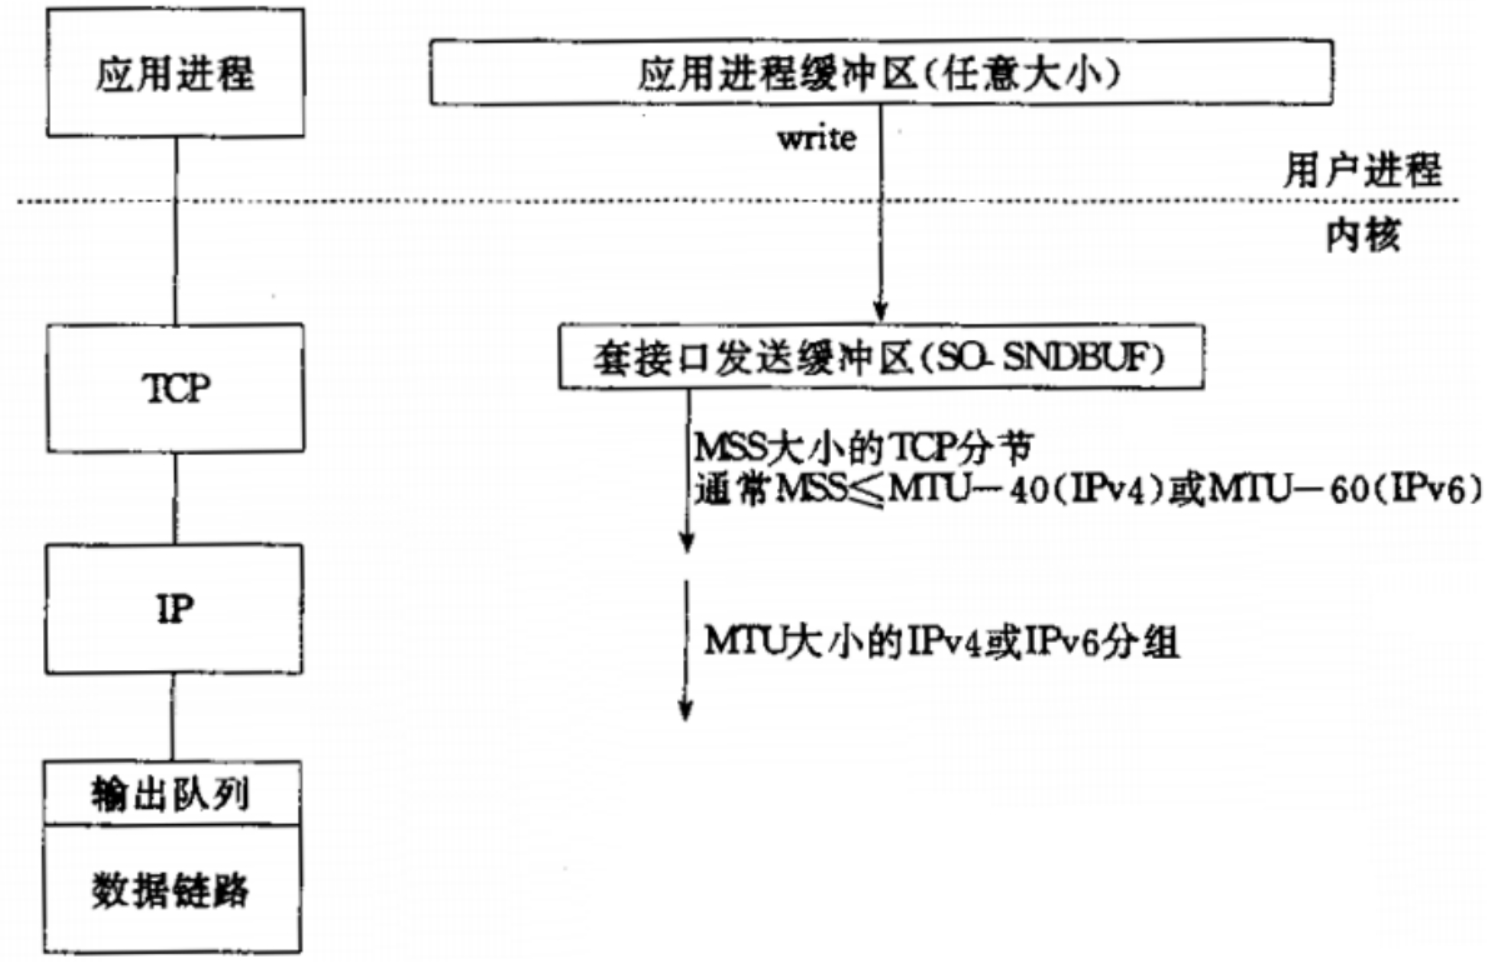 应用进程
应用进程缓冲区(任意大小)
write
用户进程
内核
TCP
套接口发送缓冲区(SO-SNDBUF)
MSS大小的TCP分节
通常MSS≤MTU-40(IPv4)或MTU-60(IPv6)
IP
MTU大小的IPv4或IPv6分组
输出队列
数据链路